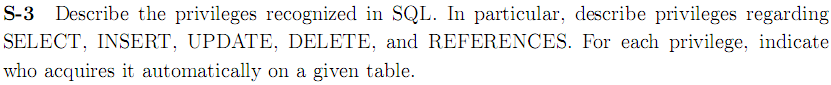 S-3 Describe the privileges recognized in SQL. In particular, describe privileges regarding
SELECT, INSERT, UPDATE, DELETE, and REFERENCES. For each privilege, indicate
who acquires it automatically on a given table.